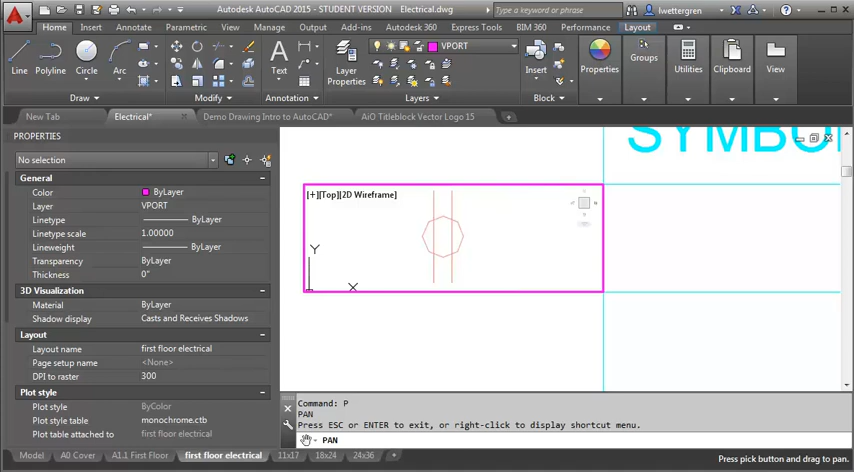 Autodesk AutoCAD 2015 - STUDENT VERSION Electrical.dwg
Type a keyword or phrase
lwettergren
Home Insert Annotate Parametric View Manage Output Add-ins Autodesk 360 Express Tools BIM 360 Performance Layout
VPORT
Line Polyline Circle Arc Text Layer Properties Insert Properties Groups Utilities Clipboard View
Draw Modify Annotation Layers Block
New Tab Electrical* Demo Drawing Intro to AutoCAD* AiO Titleblock Vector Logo 15
PROPERTIES
No selection
General
Color ByLayer
Layer VPORT
Linetype ByLayer
Linetype scale 1.00000
Lineweight ByLayer
Transparency ByLayer
Thickness 0"
3D Visualization
Material ByLayer
Shadow display Casts and Receives Shadows
Layout
Layout name first floor electrical
Page setup name <None>
DPI to raster 300
Plot style
Plot style ByColor
Plot style table monochrome.ctb
Plot table attached to first floor electrical
SYMBO
[+][Top][2D Wireframe]
Y
X
Command: P
PAN
Press ESC or ENTER to exit, or right-click to display shortcut menu.
PAN
Model A0 Cover A1.1 First Floor first floor electrical 11x17 18x24 24x36 +
Press pick button and drag to pan.